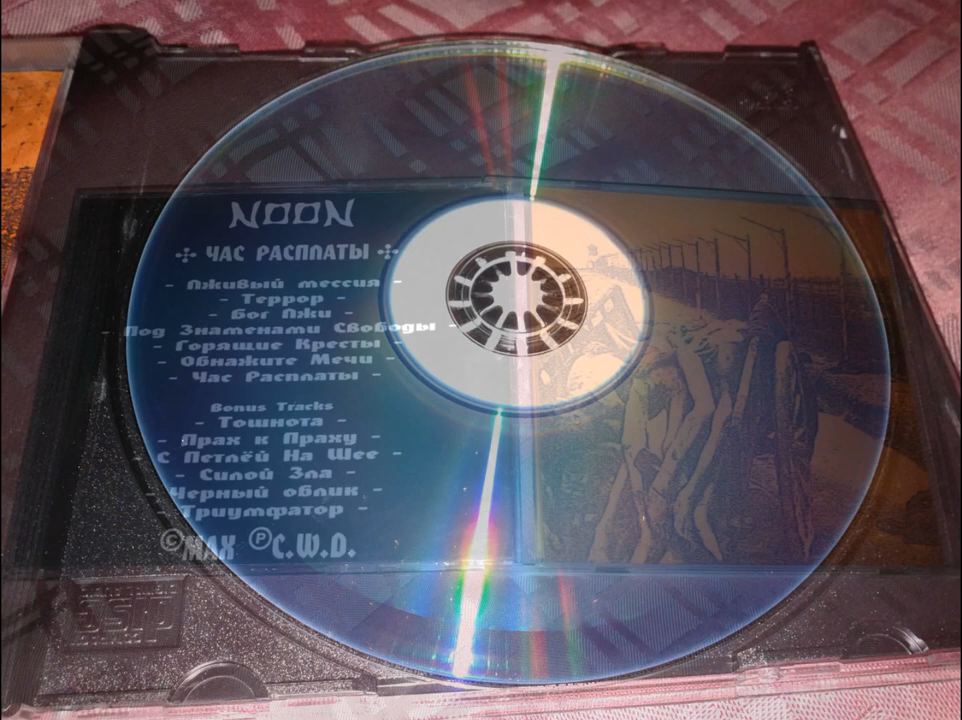 NOON
ЧАС РАСПЛАТЫ
- Лживый мессия -
- Террор -
- Бог Лжи -
- Под Знаменами Свободы -
- Горящие Кресты -
- Обнажите Мечи -
- Час Расплаты -
Bonus Tracks
- Тошнота -
- Прах к Праху -
- С Петлёй На Шее -
- Силой Зла -
- Черный облик -
- Триумфатор -
©MAX ℗C.W.D.
disc